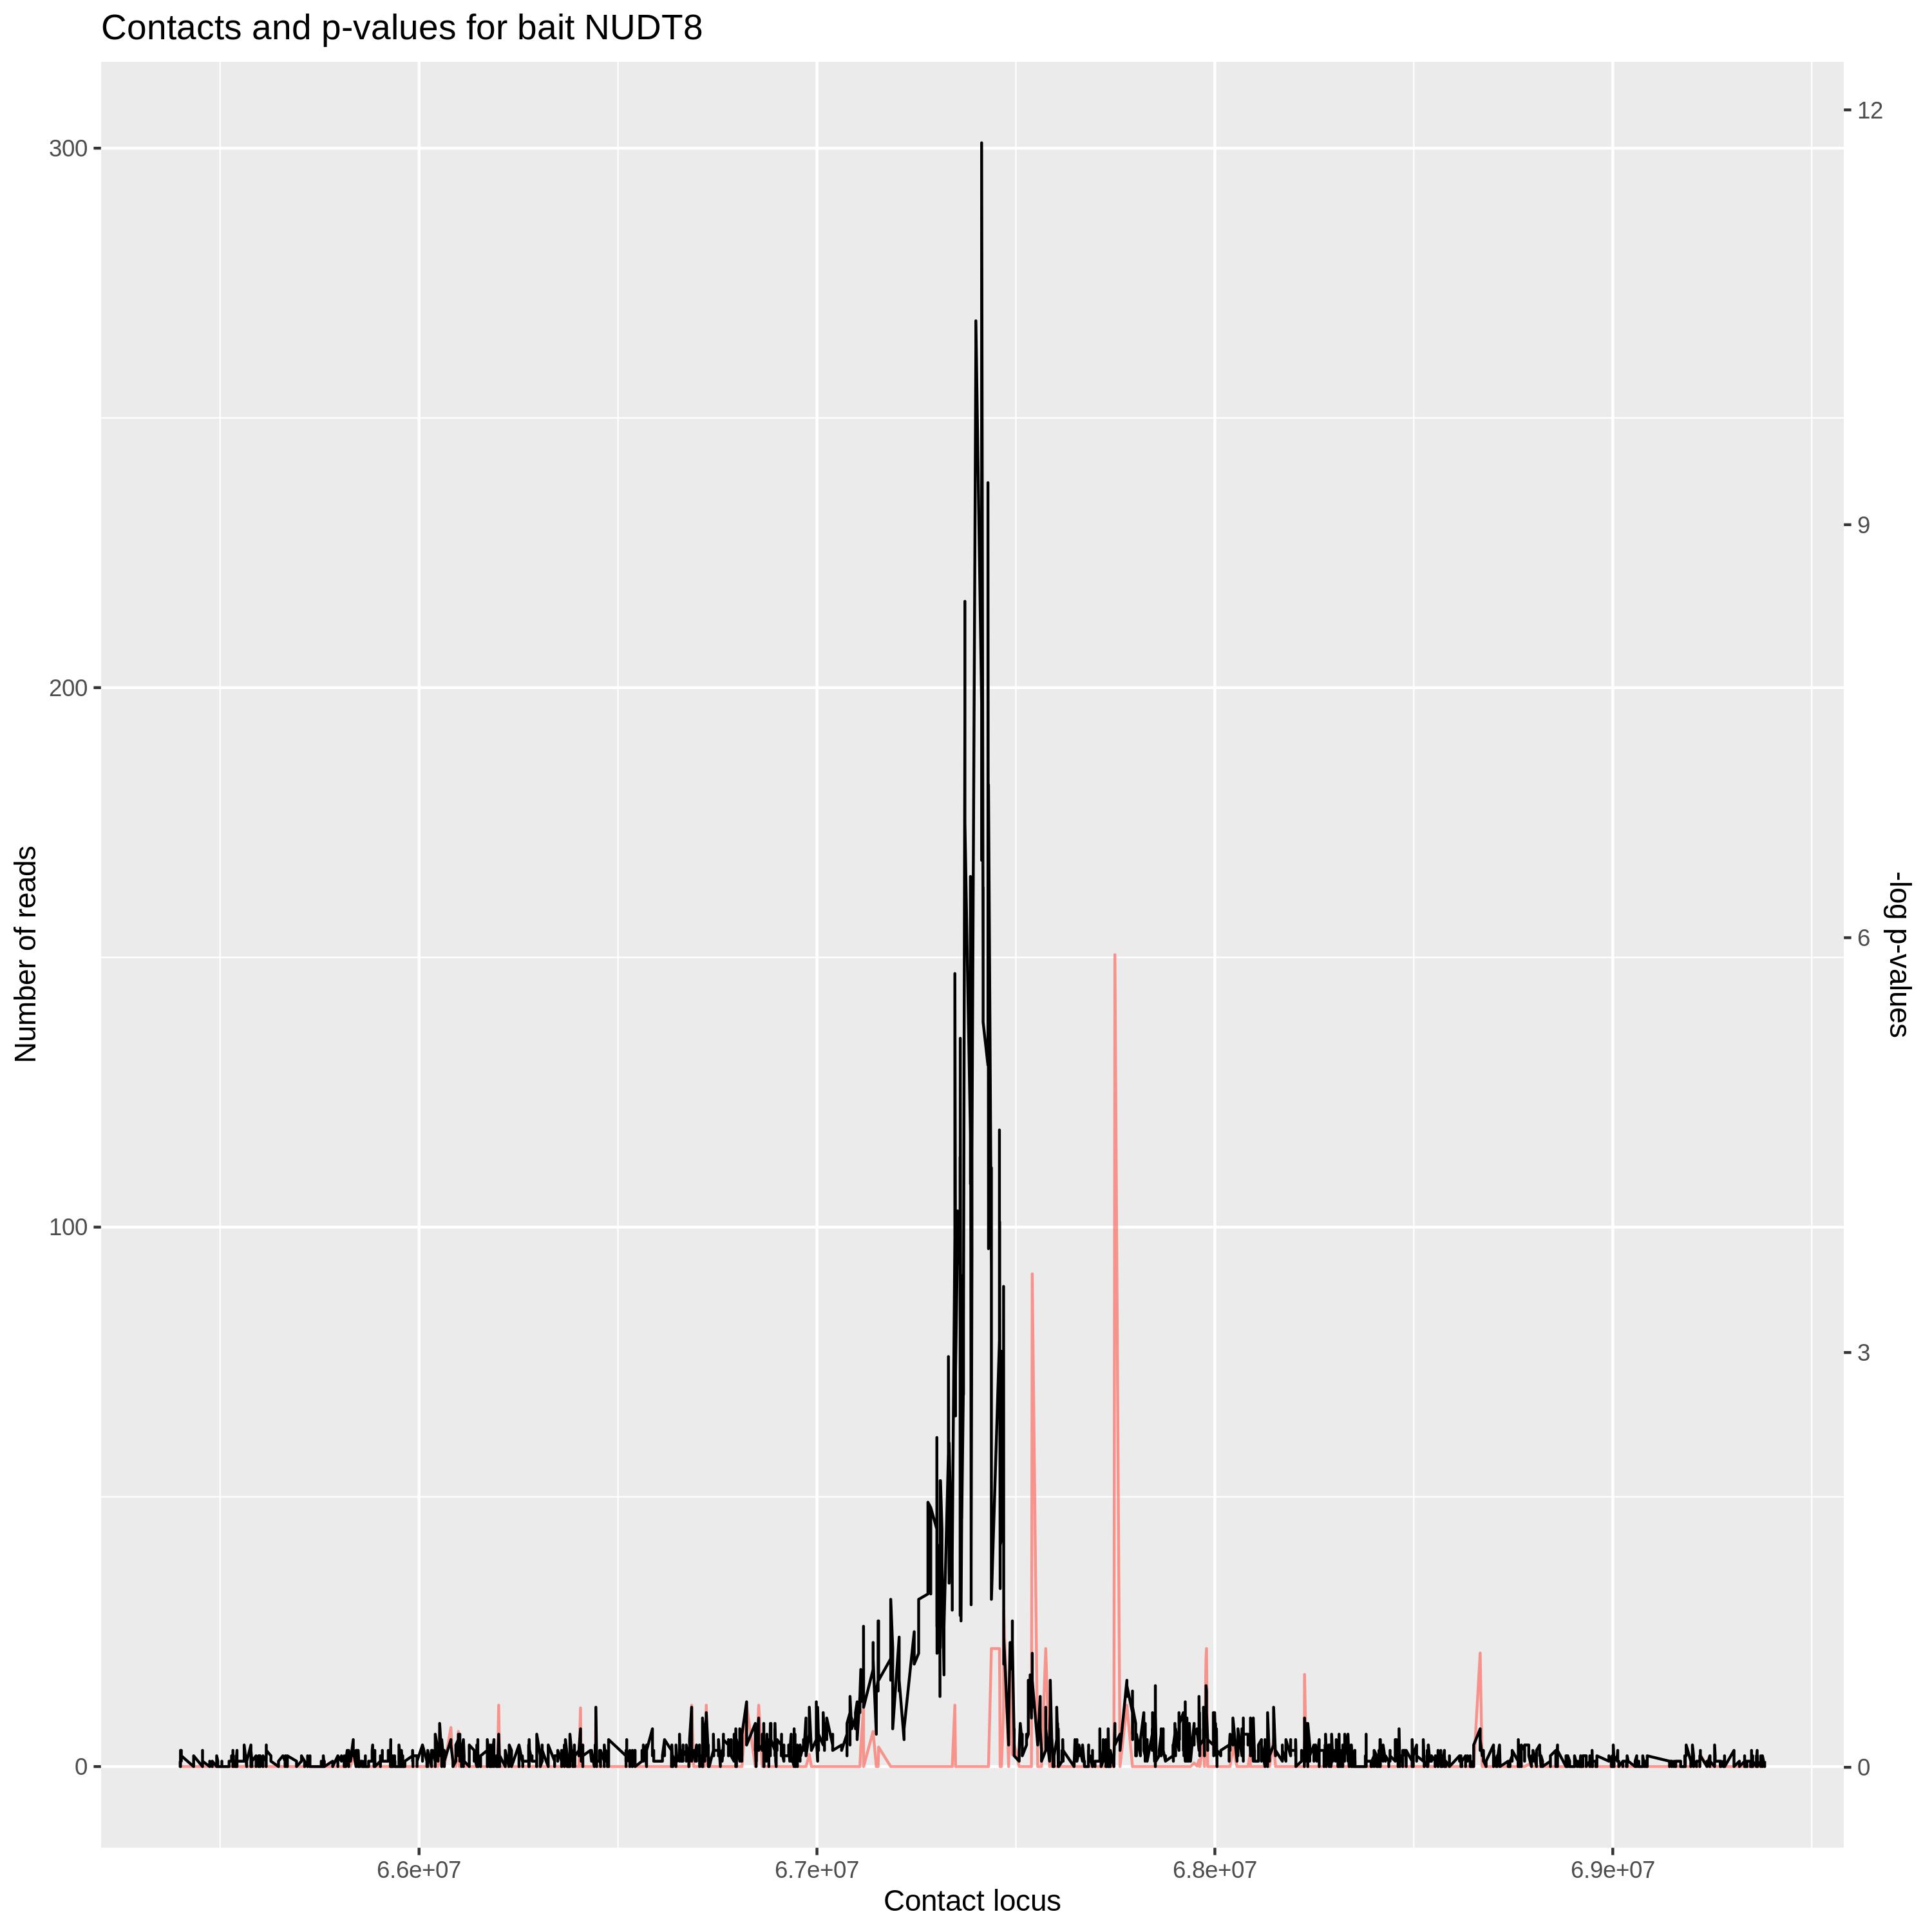 Contacts and p-values for bait NUDT8
300
200
100
0
Number of reads
12
9
6
3
0
-log p-values
6.6e+07
6.7e+07
6.8e+07
6.9e+07
Contact locus